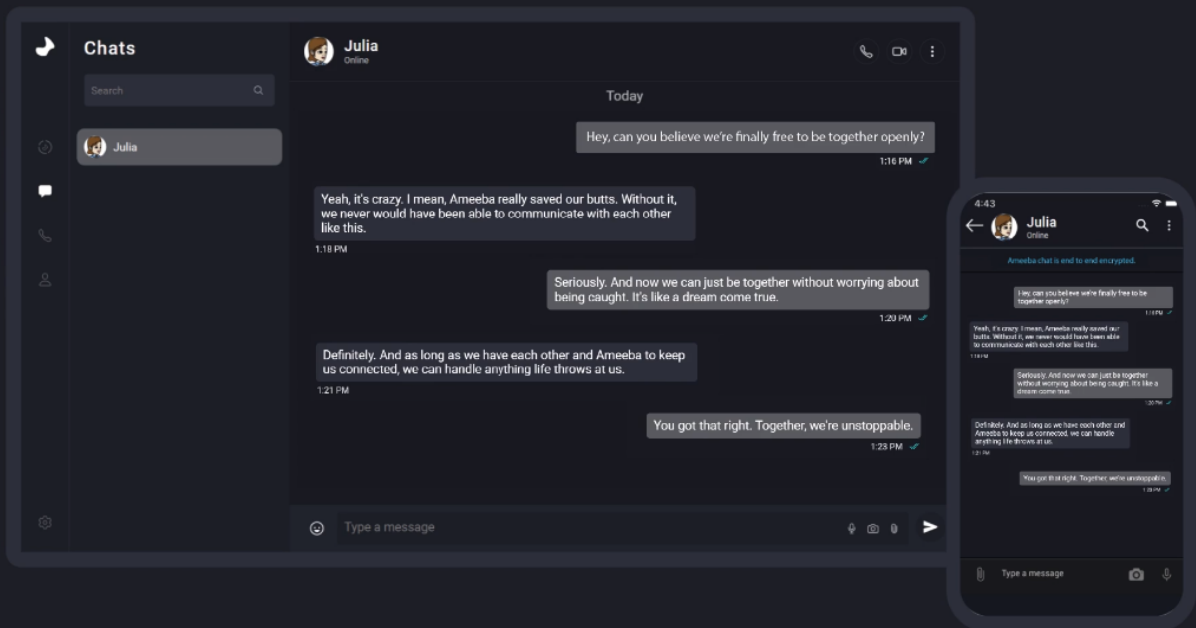 Chats
Search
Julia
Julia
Online
Today
Hey, can you believe we're finally free to be together openly?
1:16 PM
Yeah, it's crazy. I mean, Ameeba really saved our butts. Without it,
we never would have been able to communicate with each other
like this.
1.18 PM
Seriously. And now we can just be together without worrying about
being caught. It's like a dream come true.
1:20 PM
Definitely. And as long as we have each other and Ameeba to keep
us connected, we can handle anything life throws at us.
1:21 PM
You got that right. Together, we're unstoppable.
1:23 PM
Type a message
4:43
Julia
Online
Ameeba chat is end to end encrypted.
Hey, can you believe we're finally free to be
together openly?
Yeah, it's crazy. I mean, Ameeba really saved our
butts. Without it, we never would have been able
to communicate with each other like this.
1:18 PM
Seriously. And now we can just be together
without worrying about being caught. It's like a
dream come true.
1:20 PM
Definitely. And as long as we have each other and
Ameeba to keep us connected, we can handle
anything life throws at us.
1:21 PM
You got that right. Together, we're unstoppable.
Type a message